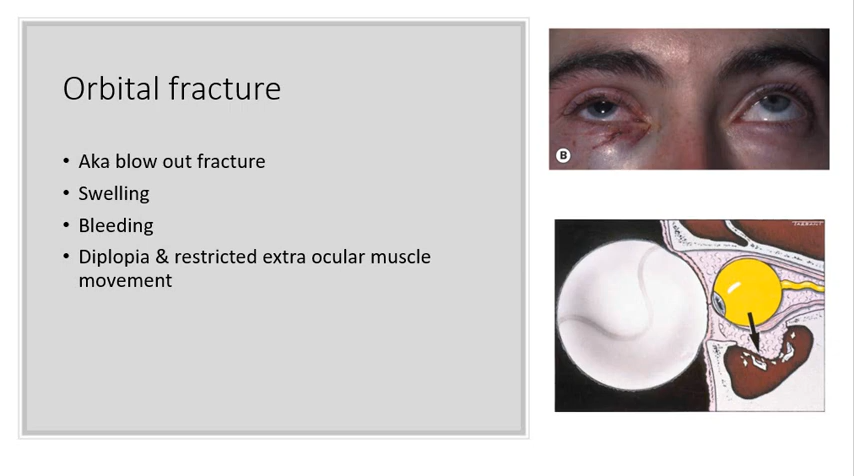 Orbital fracture
• Aka blow out fracture
• Swelling
• Bleeding
• Diplopia & restricted extra ocular muscle
movement
B